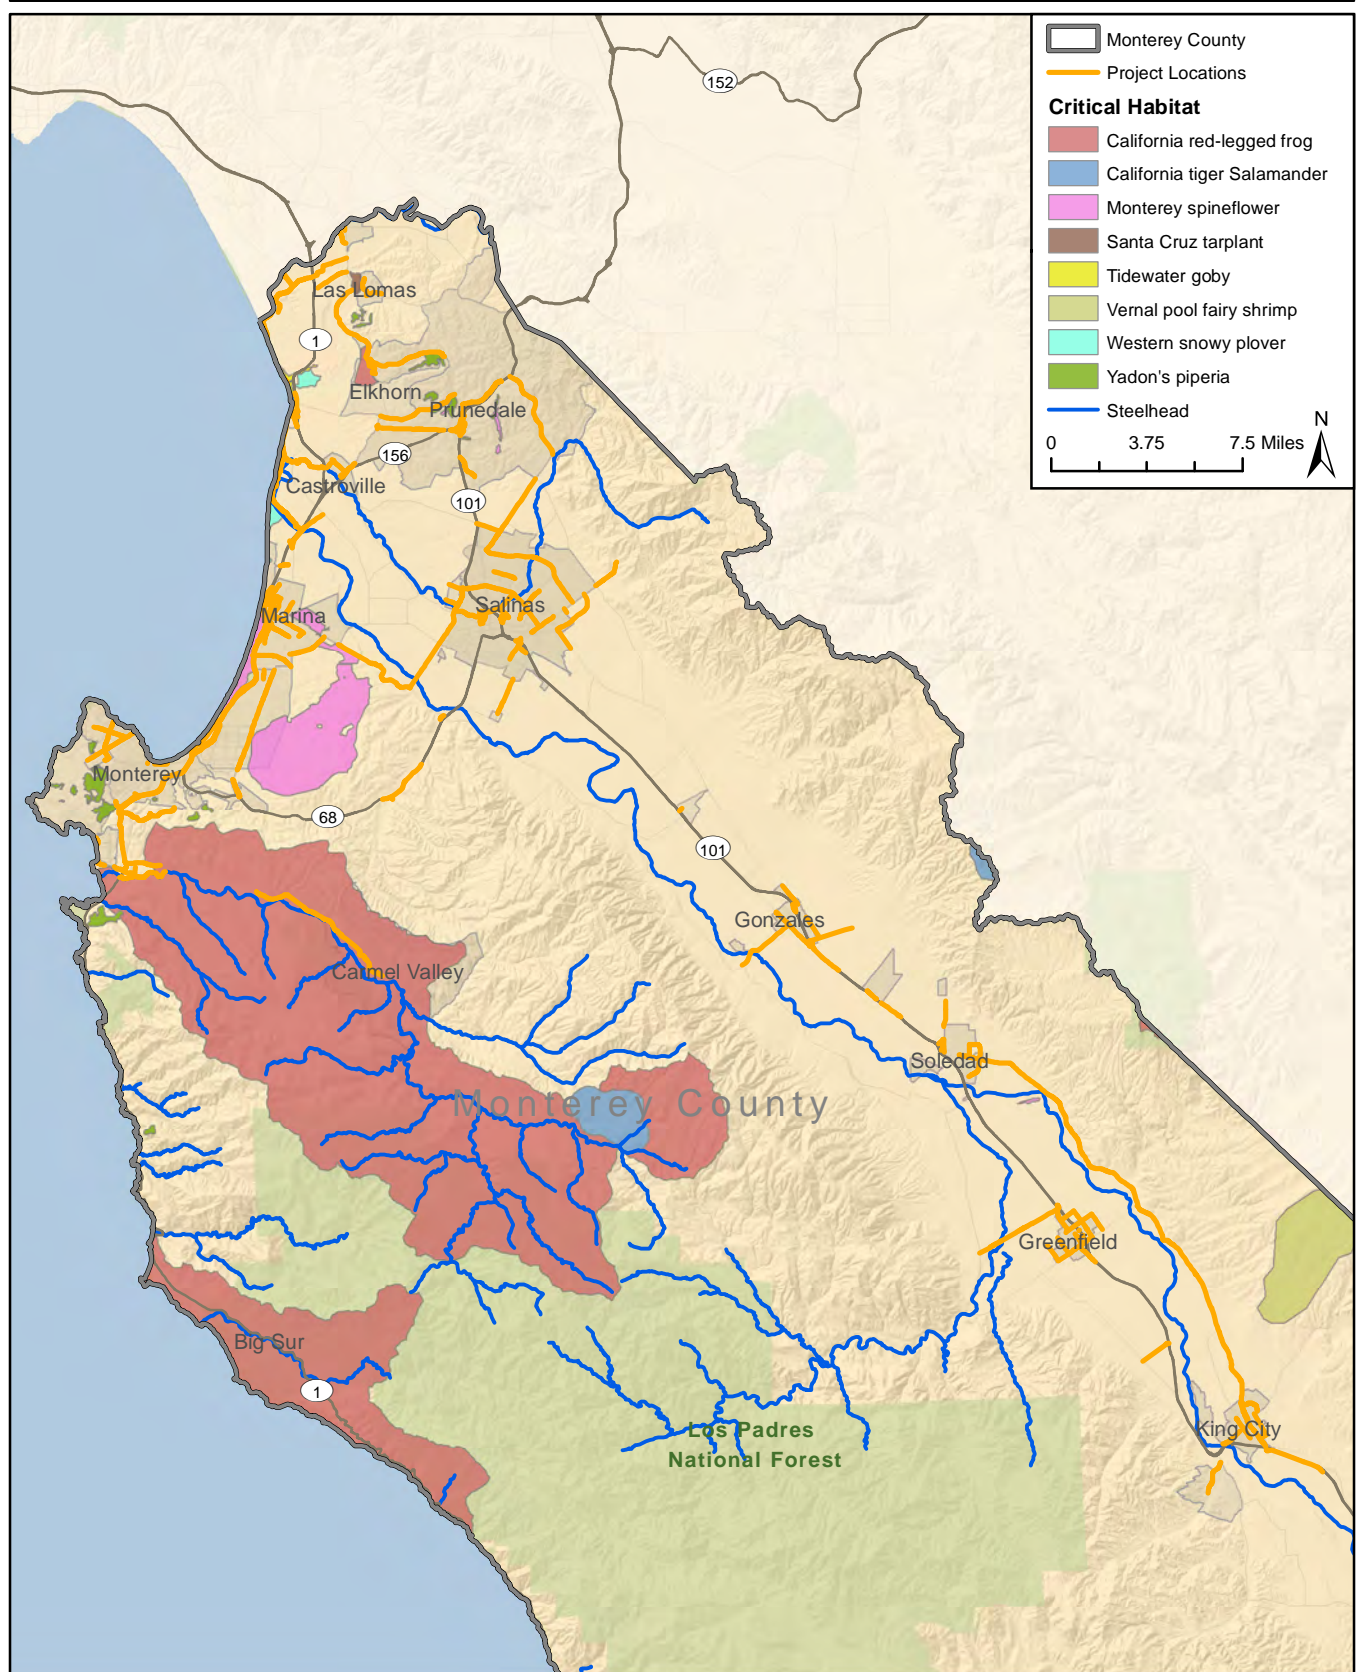 Monterey County
Project Locations
Critical Habitat
California red-legged frog
California tiger Salamander
Monterey spineflower
Santa Cruz tarplant
Tidewater goby
Vernal pool fairy shrimp
Western snowy plover
Yadon's piperia
Steelhead
0 3.75 7.5 Miles
N
152
Las Lomas
1
Elkhorn
Prunedale
156
Castroville
101
Salinas
Marina
Monterey
68
101
Gonzales
Carmel Valley
Soledad
Monterey County
Greenfield
Big Sur
1
Los Padres
National Forest
King City